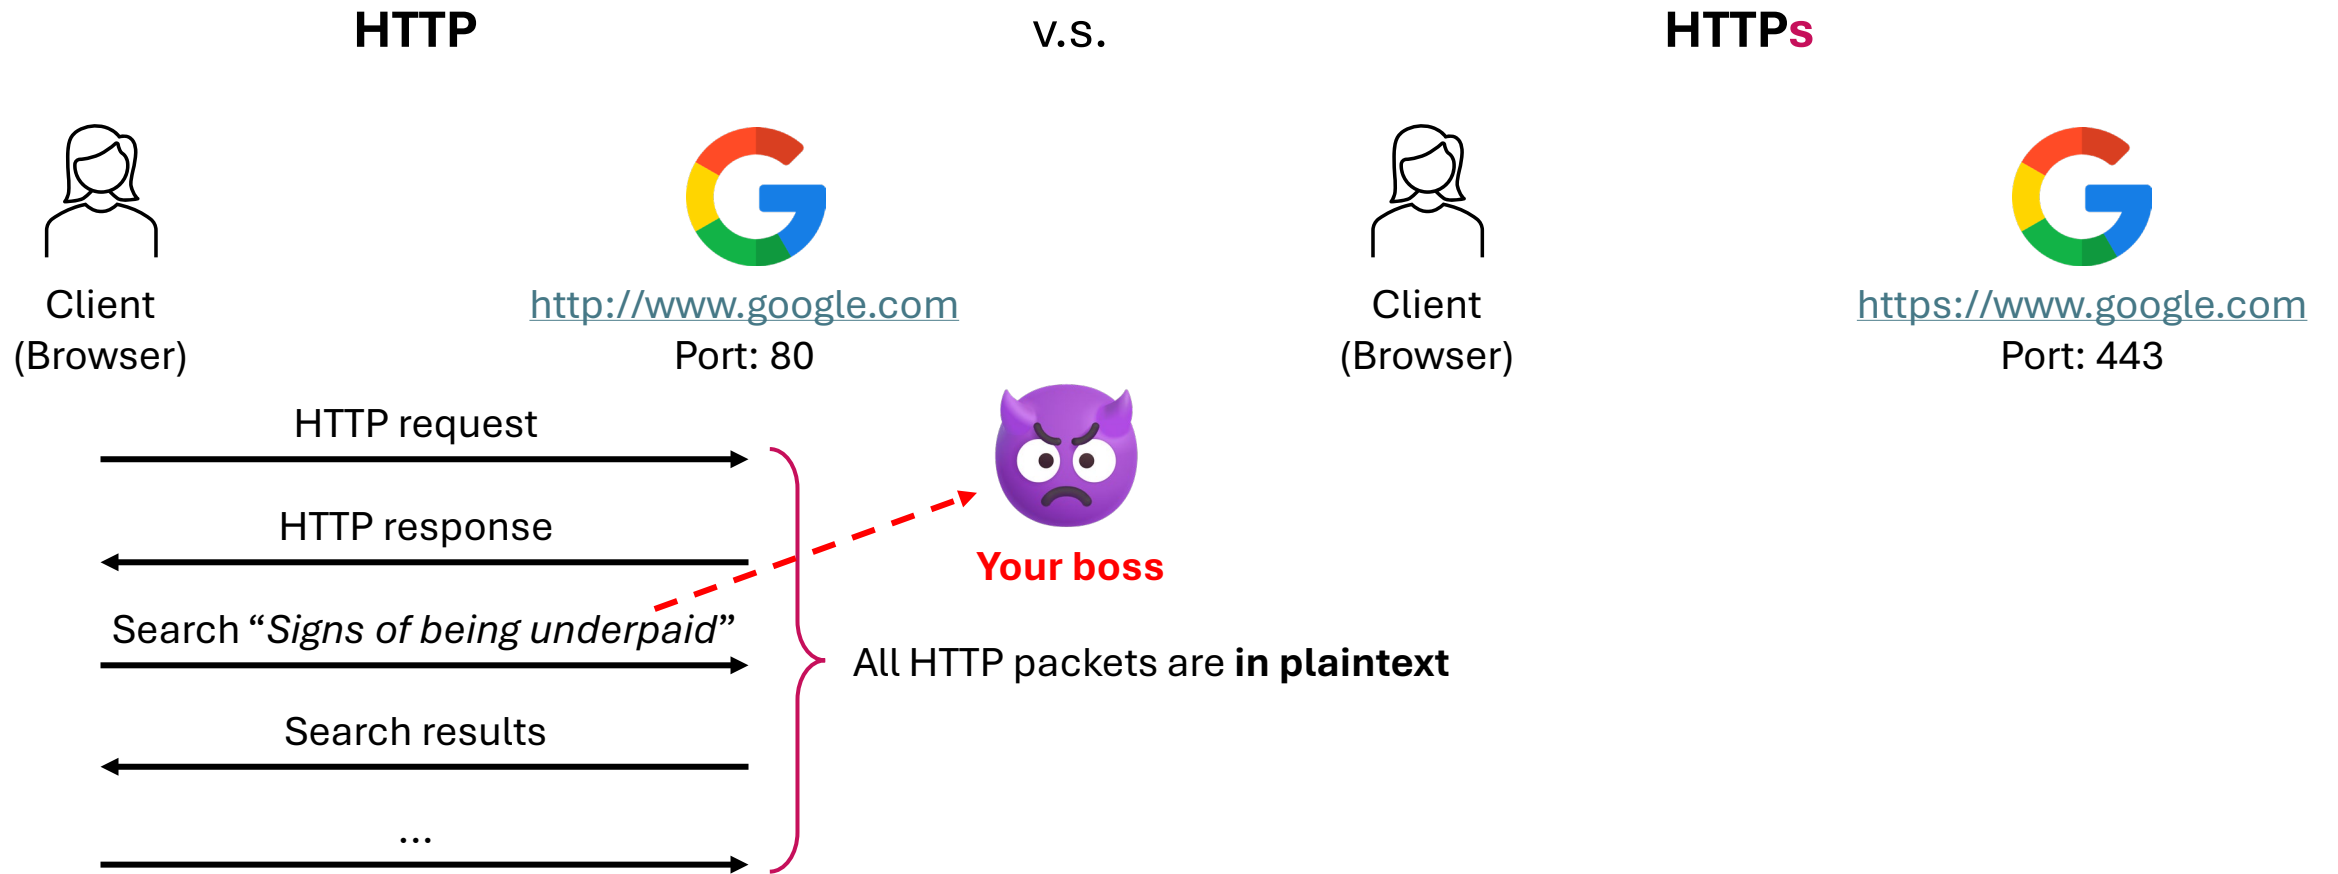 HTTP
v.s.
HTTPs
Client
(Browser)
http://www.google.com
Port: 80
Client
(Browser)
https://www.google.com
Port: 443
HTTP request
HTTP response
Your boss
Search “Signs of being underpaid”
All HTTP packets are in plaintext
Search results
...